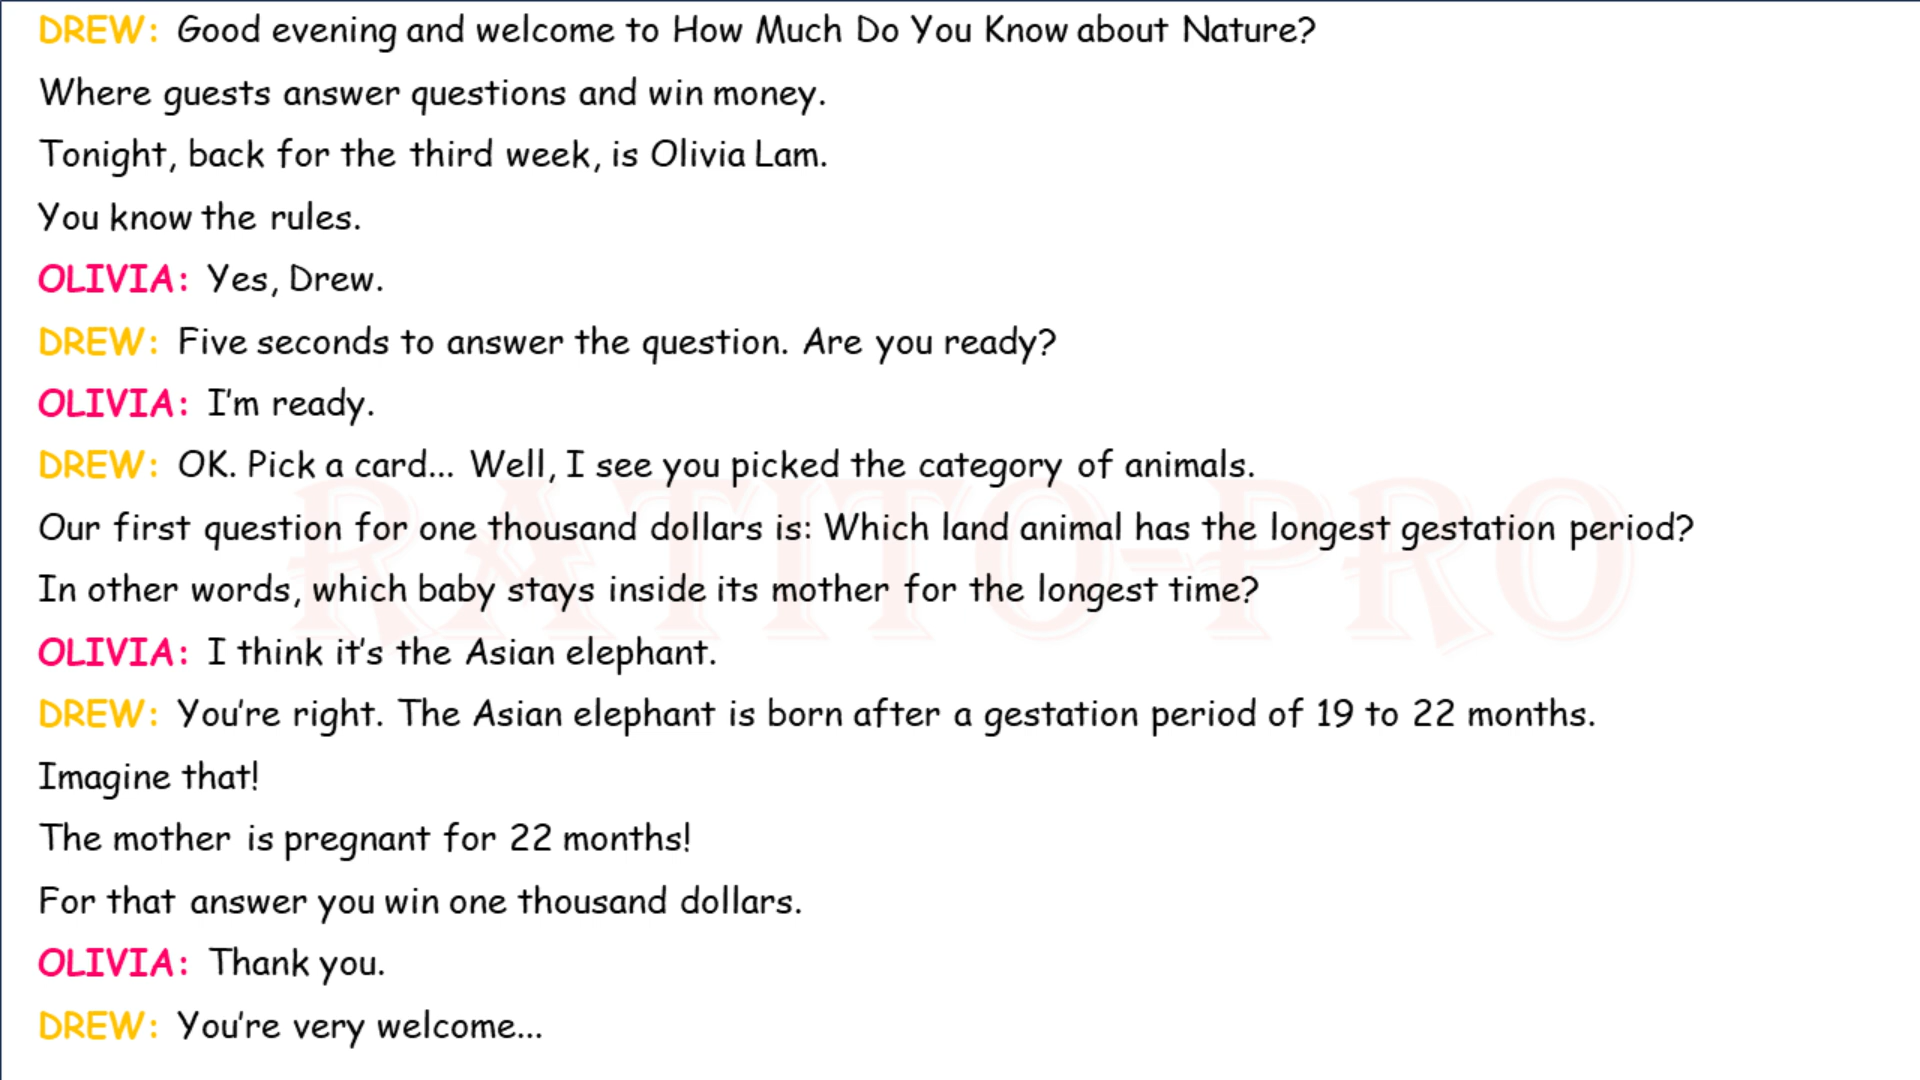 DREW: Good evening and welcome to How Much Do You Know about Nature?
Where guests answer questions and win money.
Tonight, back for the third week, is Olivia Lam.
You know the rules.
OLIVIA: Yes, Drew.
DREW: Five seconds to answer the question. Are you ready?
OLIVIA: I'm ready.
DREW: OK. Pick a card... Well, I see you picked the category of animals.
Our first question for one thousand dollars is: Which land animal has the longest gestation period?
In other words, which baby stays inside its mother for the longest time?
RATITO-PRO
OLIVIA: I think it's the Asian elephant.
DREW: You're right. The Asian elephant is born after a gestation period of 19 to 22 months.
Imagine that!
The mother is pregnant for 22 months!
For that answer you win one thousand dollars.
OLIVIA: Thank you.
DREW: You're very welcome...